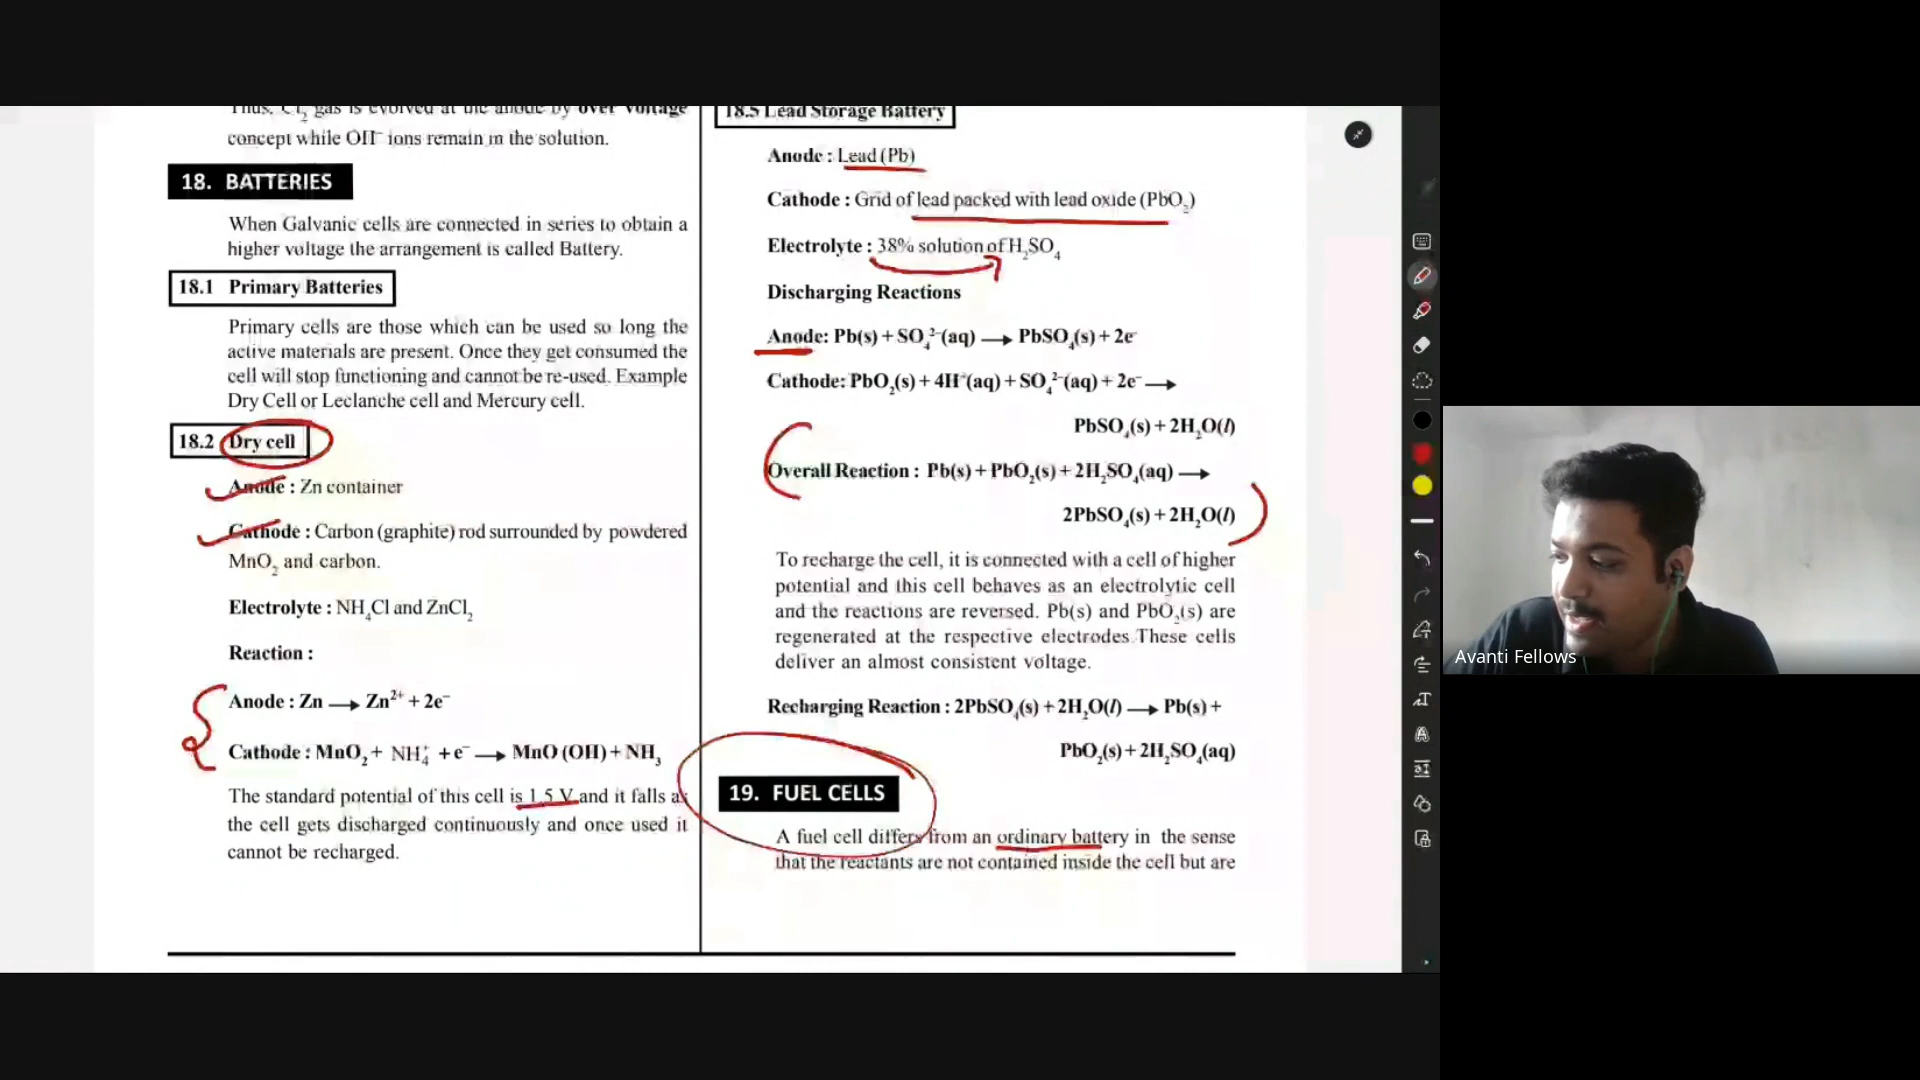 Thus, Cl₂ gas is evolved at the anode by over voltage
concept while OH⁻ ions remain in the solution.
18. BATTERIES
When Galvanic cells are connected in series to obtain a
higher voltage the arrangement is called Battery.
18.1 Primary Batteries
Primary cells are those which can be used so long the
active materials are present. Once they get consumed the
cell will stop functioning and cannot be re-used. Example
Dry Cell or Leclanche cell and Mercury cell.
18.2 Dry cell
Anode : Zn container
Cathode : Carbon (graphite) rod surrounded by powdered
MnO₂ and carbon.
Electrolyte : NH₄Cl and ZnCl₂
Reaction :
Anode : Zn ⟶ Zn²⁺ + 2e⁻
Cathode : MnO₂ + NH₄⁺ + e⁻ ⟶ MnO (OH) + NH₃
The standard potential of this cell is 1.5 V and it falls as
the cell gets discharged continuously and once used it
cannot be recharged.
18.5 Lead Storage Battery
Anode : Lead (Pb)
Cathode : Grid of lead packed with lead oxide (PbO₂)
Electrolyte : 38% solution of H₂SO₄
Discharging Reactions
Anode: Pb(s) + SO₄²⁻(aq) ⟶ PbSO₄(s) + 2e⁻
Cathode: PbO₂(s) + 4H⁺(aq) + SO₄²⁻(aq) + 2e⁻ ⟶
PbSO₄(s) + 2H₂O(l)
Overall Reaction : Pb(s) + PbO₂(s) + 2H₂SO₄(aq) ⟶
2PbSO₄(s) + 2H₂O(l)
To recharge the cell, it is connected with a cell of higher
potential and this cell behaves as an electrolytic cell
and the reactions are reversed. Pb(s) and PbO₂(s) are
regenerated at the respective electrodes.These cells
deliver an almost consistent voltage.
Recharging Reaction : 2PbSO₄(s) + 2H₂O(l) ⟶ Pb(s) +
PbO₂(s) + 2H₂SO₄(aq)
19. FUEL CELLS
A fuel cell differs from an ordinary battery in the sense
that the reactants are not contained inside the cell but are
Avanti Fellows